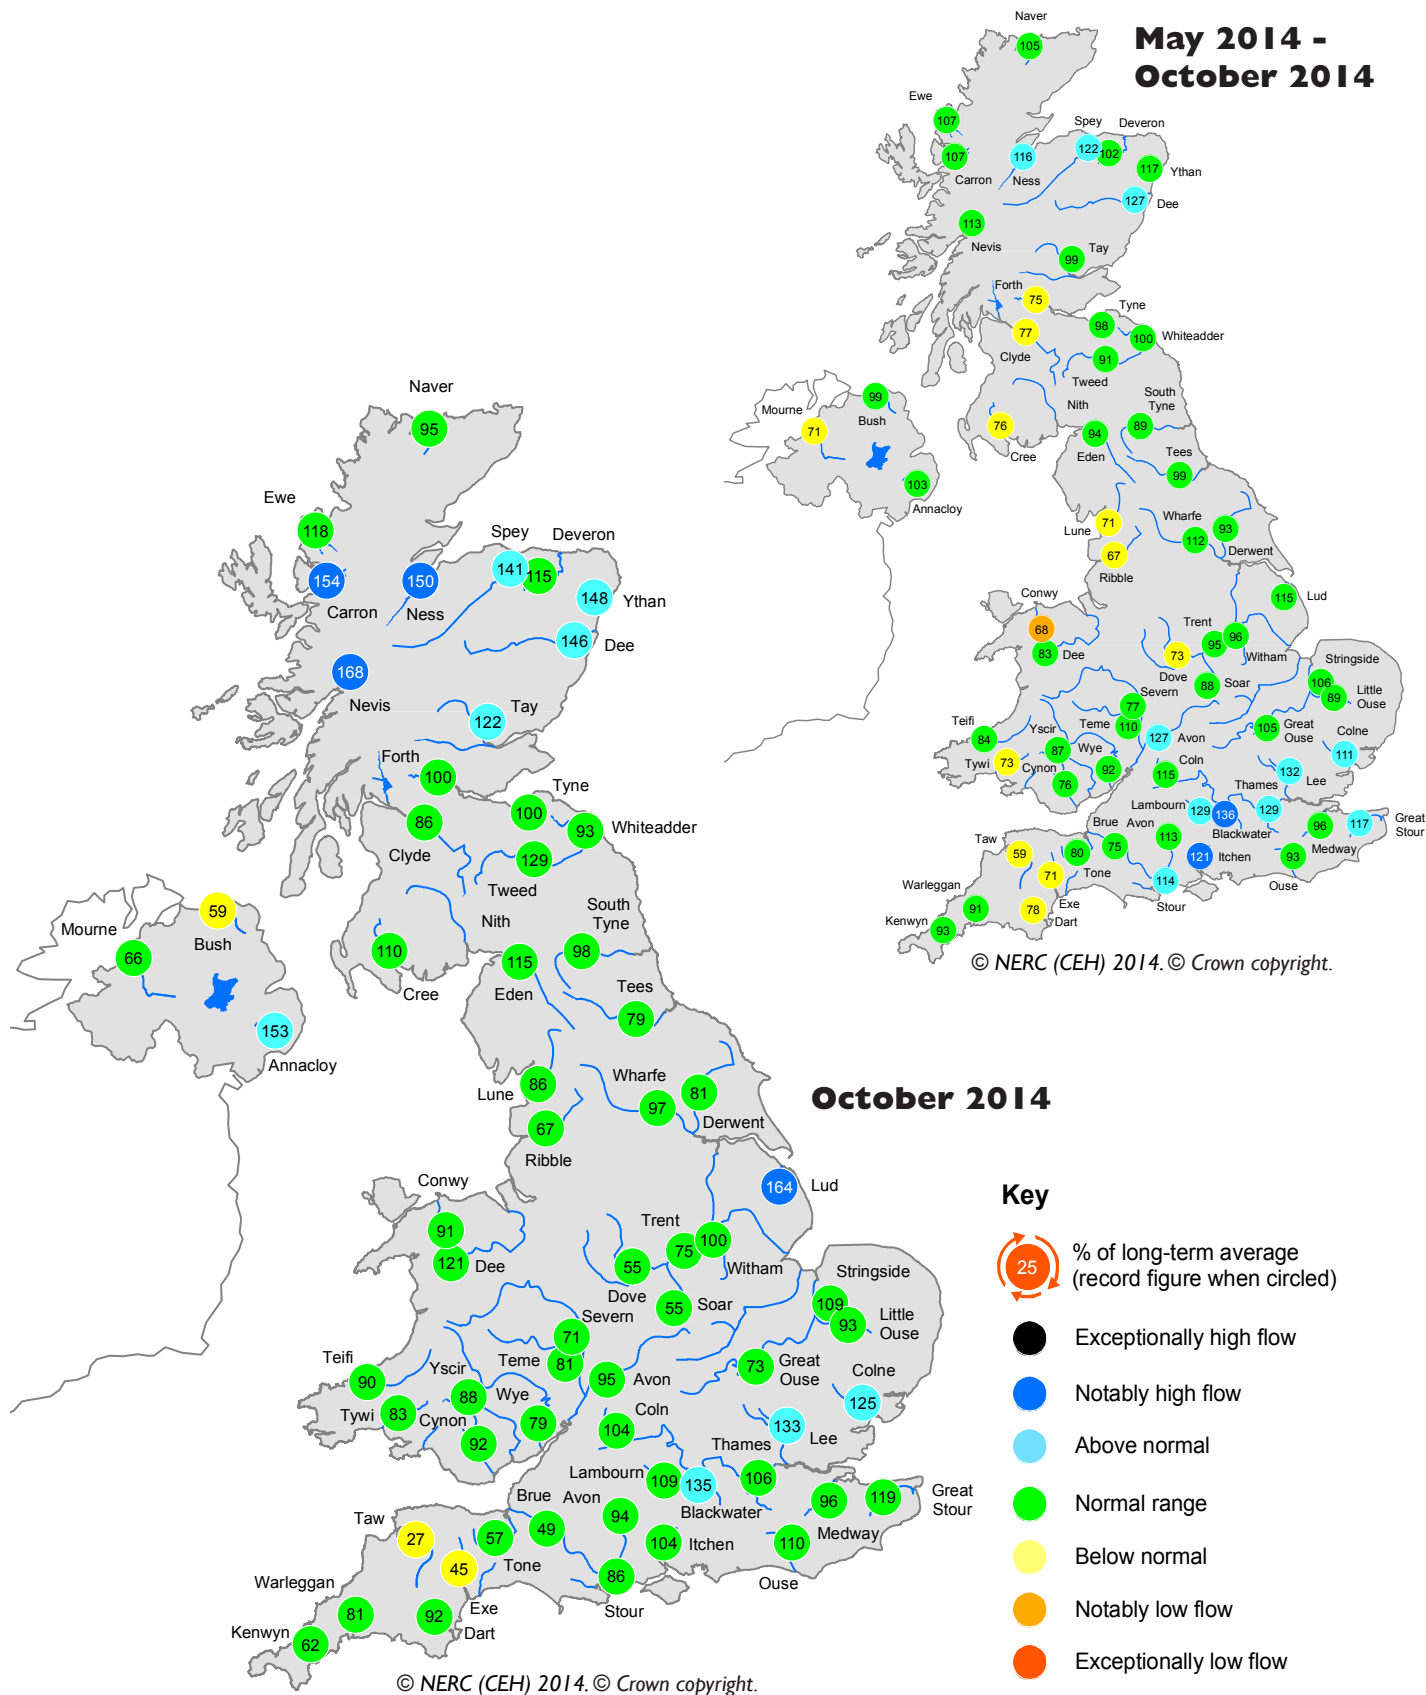 May 2014 -
October 2014
Naver
105
Ewe
107
Spey
Deveron
122
102
107
116
117
Ythan
Carron
Ness
127
Dee
113
Nevis
Tay
99
Forth
75
Tyne
98
77
100
Whiteadder
Clyde
91
Tweed
99
Bush
Mourne
71
103
Annacloy
Nith
South
Tyne
76
94
89
Cree
Eden
Tees
99
Lune
71
Wharfe
93
112
Derwent
67
Ribble
Conwy
115
Lud
68
Trent
96
95
83
Dee
73
Witham
Dove
88
Soar
Stringside
106
Little
Ouse
89
Severn
77
Teme
110
Teifi
84
Yscir
87
Wye
127
Avon
105
Great
Ouse
Colne
111
Tywi
73
Cynon
92
76
Coln
115
132
Lee
Thames
Lambourn
129
136
129
Blackwater
96
117
Great
Stour
Medway
Brue
Avon
113
75
Taw
59
80
Tone
121
Itchen
93
Ouse
71
Exe
114
Stour
Warleggan
91
78
Dart
Kenwyn
93
© NERC (CEH) 2014. © Crown copyright.
Naver
95
Ewe
118
Spey
Deveron
141
115
154
150
148
Ythan
Carron
Ness
146
Dee
168
Nevis
Tay
122
Forth
100
Tyne
100
86
93
Whiteadder
Clyde
129
Tweed
59
Bush
Mourne
66
153
Annacloy
Nith
South
Tyne
110
115
98
Cree
Eden
Tees
79
Lune
86
Wharfe
81
97
Derwent
67
Ribble
October 2014
Conwy
164
Lud
91
Trent
100
75
121
Dee
55
Witham
Dove
55
Soar
Stringside
109
Little
Ouse
93
Severn
71
Teme
81
Teifi
90
Yscir
88
Wye
95
Avon
73
Great
Ouse
Colne
125
Tywi
83
Cynon
79
92
Coln
104
133
Lee
Thames
Lambourn
109
135
106
Blackwater
96
119
Great
Stour
Medway
Brue
Avon
94
49
Taw
27
57
Tone
104
Itchen
110
Ouse
45
Exe
86
Stour
Warleggan
81
92
Dart
Kenwyn
62
© NERC (CEH) 2014. © Crown copyright.
Key
25
% of long-term average
(record figure when circled)
Exceptionally high flow
Notably high flow
Above normal
Normal range
Below normal
Notably low flow
Exceptionally low flow